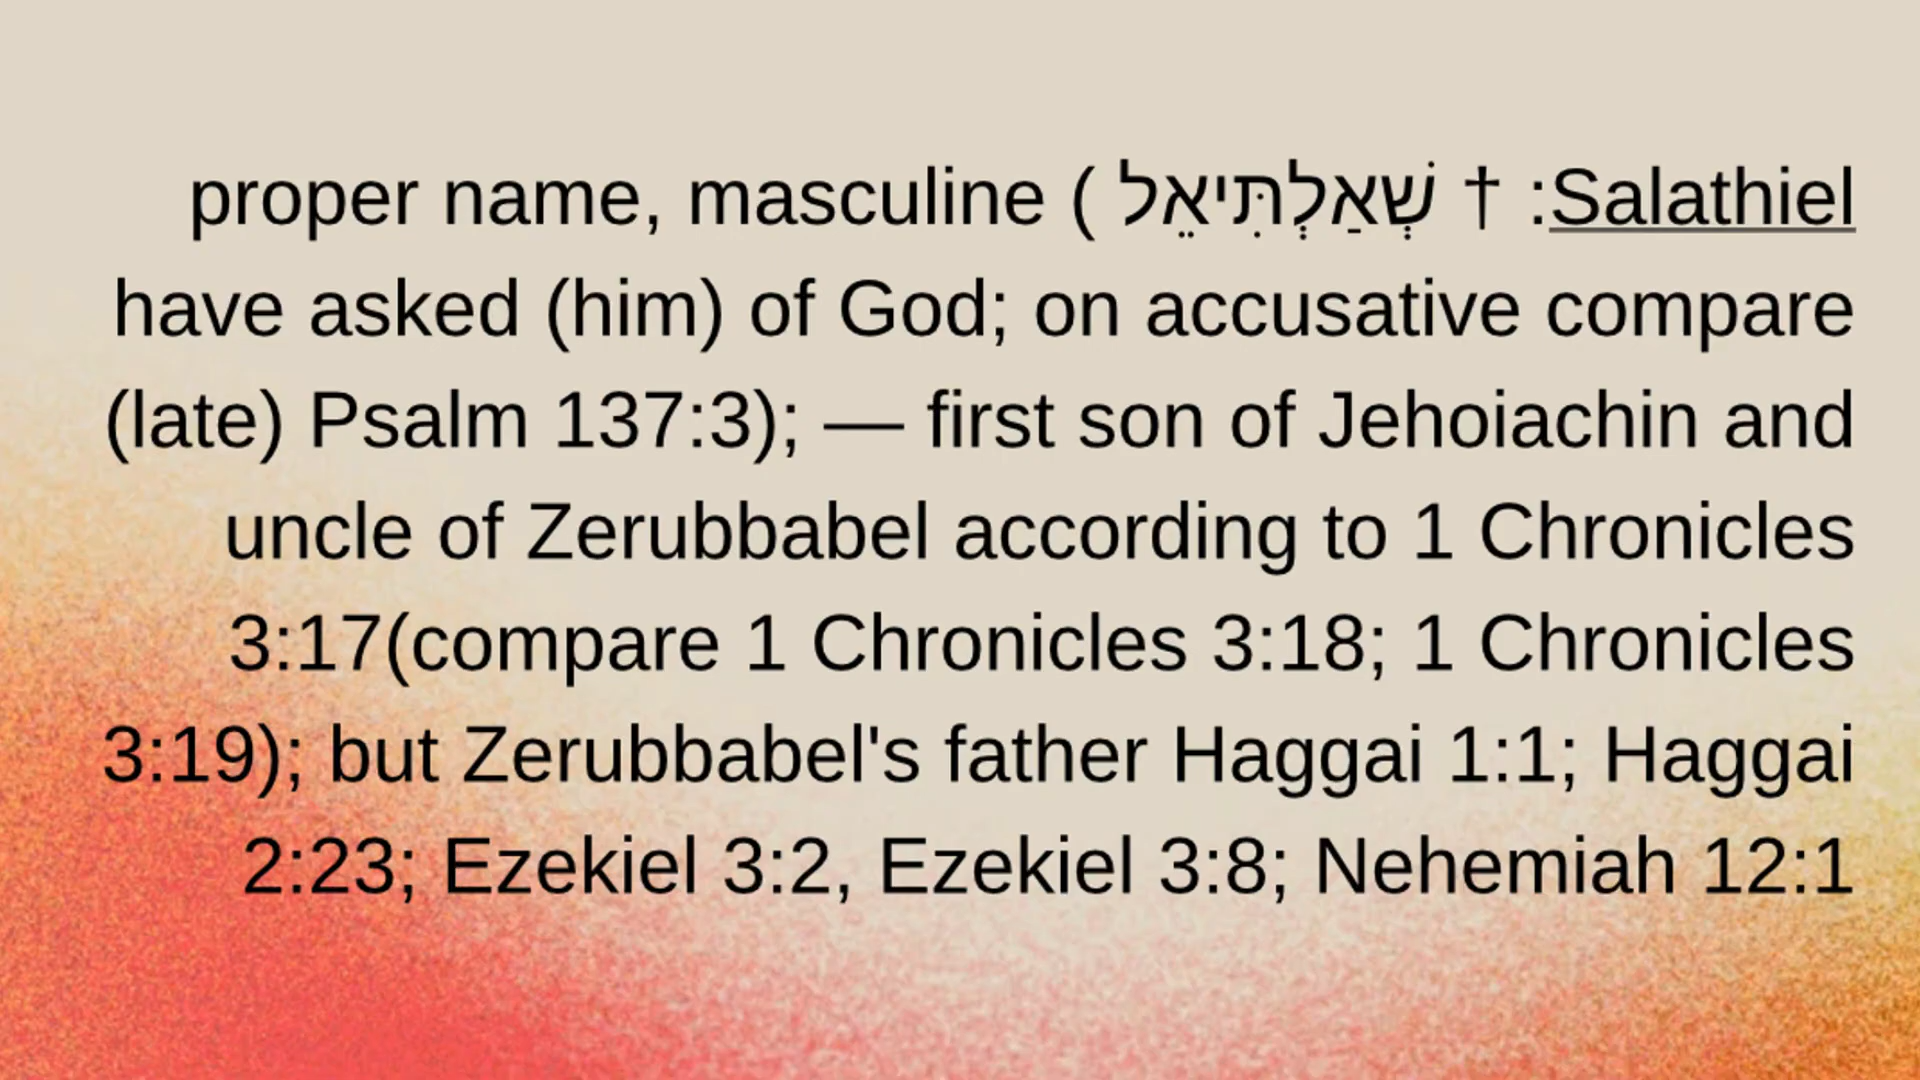 Salathiel: † שְׁאַלְתִּיאֵל ( proper name, masculine
have asked (him) of God; on accusative compare
(late) Psalm 137:3); — first son of Jehoiachin and
uncle of Zerubbabel according to 1 Chronicles
3:17(compare 1 Chronicles 3:18; 1 Chronicles
3:19); but Zerubbabel's father Haggai 1:1; Haggai
2:23; Ezekiel 3:2, Ezekiel 3:8; Nehemiah 12:1